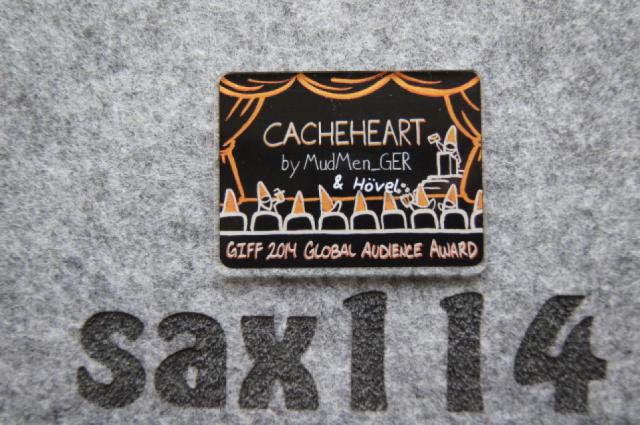 CACHEHEART
by MudMen_GER
& Hövel
GIFF 2014 GLOBAL AUDIENCE AWARD
sax114